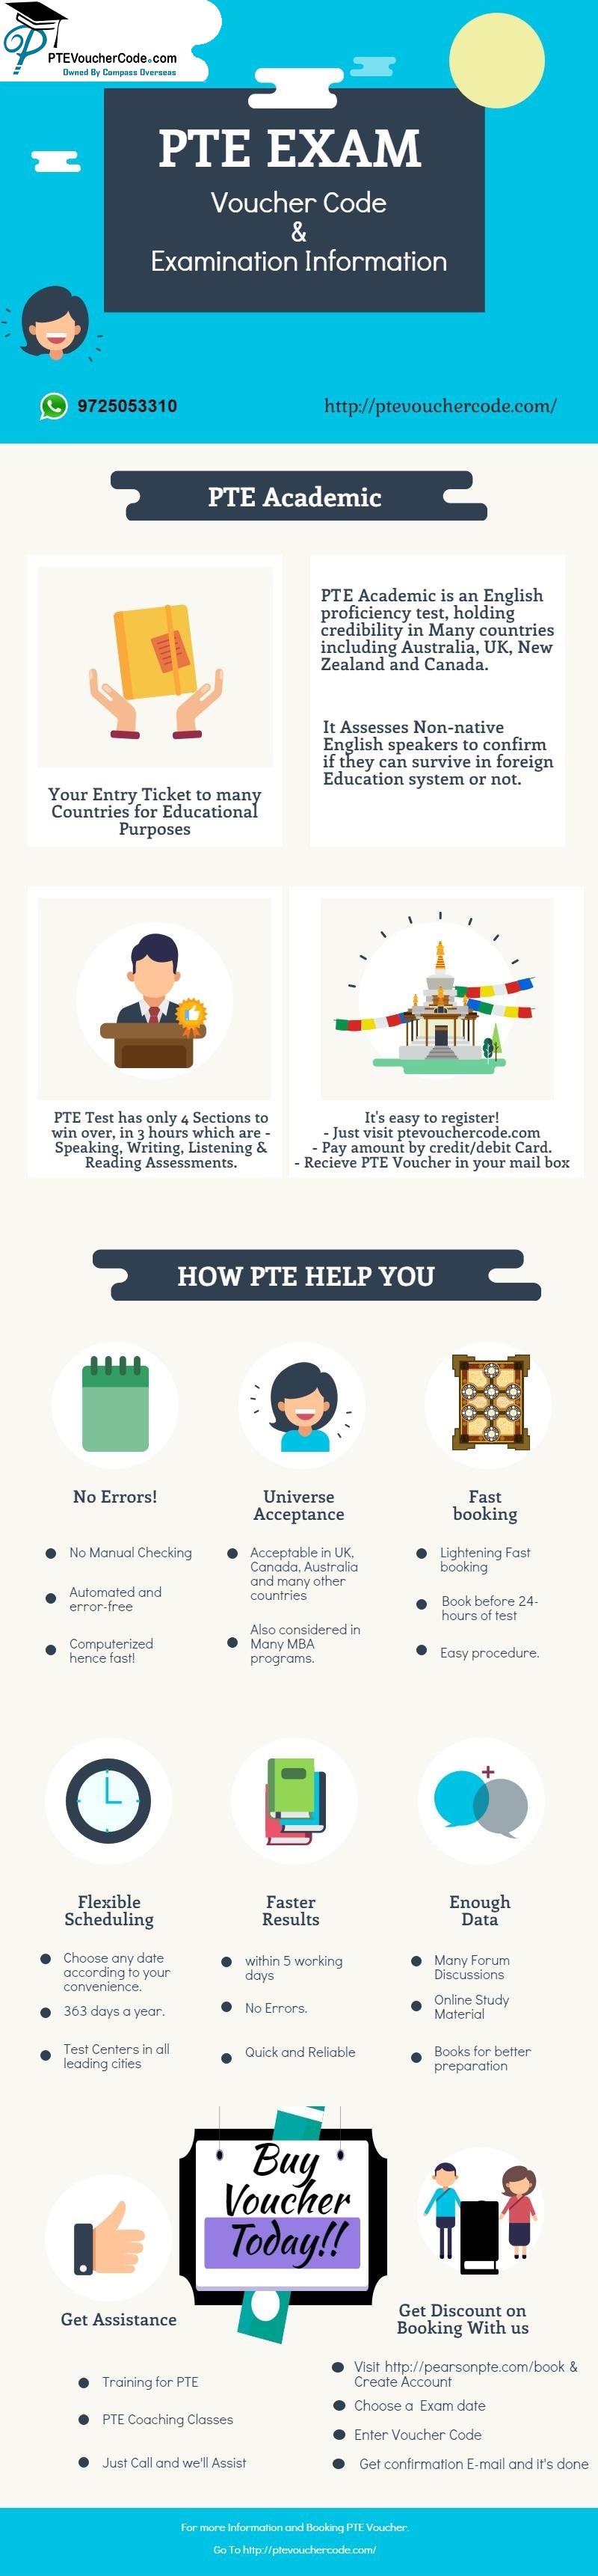 PTEVoucherCode.com
Owned By Compass Overseas
PTE EXAM
Voucher Code
&
Examination Information
9725053310
http://ptevouchercode.com/
PTE Academic
Your Entry Ticket to many
Countries for Educational
Purposes
PTE Academic is an English
proficiency test, holding
credibility in Many countries
including Australia, UK, New
Zealand and Canada.
It Assesses Non-native
English speakers to confirm
if they can survive in foreign
Education system or not.
PTE Test has only 4 Sections to
win over, in 3 hours which are -
Speaking, Writing, Listening &
Reading Assessments.
It's easy to register!
- Just visit ptevouchercode.com
- Pay amount by credit/debit Card.
- Recieve PTE Voucher in your mail box
HOW PTE HELP YOU
No Errors!
No Manual Checking
Automated and
error-free
Computerized
hence fast!
Universe
Acceptance
Acceptable in UK,
Canada, Australia
and many other
countries
Also considered in
Many MBA
programs.
Fast
booking
Lightening Fast
booking
Book before 24-
hours of test
Easy procedure.
Flexible
Scheduling
Choose any date
according to your
convenience.
363 days a year.
Test Centers in all
leading cities
Faster
Results
within 5 working
days
No Errors.
Quick and Reliable
Enough
Data
Many Forum
Discussions
Online Study
Material
Books for better
preparation
Buy
Voucher
Today!!
Get Assistance
Training for PTE
PTE Coaching Classes
Just Call and we'll Assist
Get Discount on
Booking With us
Visit http://pearsonpte.com/book &
Create Account
Choose a Exam date
Enter Voucher Code
Get confirmation E-mail and it's done
For more Information and Booking PTE Voucher.
Go To http://ptevouchercode.com/